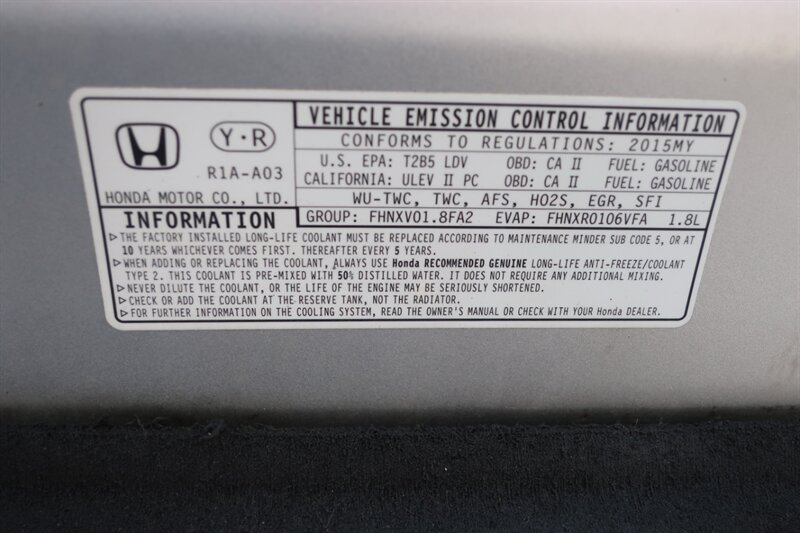 Y·R
R1A-A03
HONDA MOTOR CO., LTD.
VEHICLE EMISSION CONTROL INFORMATION
CONFORMS TO REGULATIONS: 2015MY
U.S. EPA: T2B5 LDV OBD: CA II FUEL: GASOLINE
CALIFORNIA: ULEV II PC OBD: CA II FUEL: GASOLINE
WU-TWC, TWC, AFS, HO2S, EGR, SFI
GROUP: FHNXV01.8FA2 EVAP: FHNXR0106VFA 1.8L
INFORMATION
▷THE FACTORY INSTALLED LONG-LIFE COOLANT MUST BE REPLACED ACCORDING TO MAINTENANCE MINDER SUB CODE 5, OR AT
10 YEARS WHICHEVER COMES FIRST. THEREAFTER EVERY 5 YEARS.
▷WHEN ADDING OR REPLACING THE COOLANT, ALWAYS USE Honda RECOMMENDED GENUINE LONG-LIFE ANTI-FREEZE/COOLANT
TYPE 2. THIS COOLANT IS PRE-MIXED WITH 50% DISTILLED WATER. IT DOES NOT REQUIRE ANY ADDITIONAL MIXING.
▷NEVER DILUTE THE COOLANT, OR THE LIFE OF THE ENGINE MAY BE SERIOUSLY SHORTENED.
▷CHECK OR ADD THE COOLANT AT THE RESERVE TANK, NOT THE RADIATOR.
▷FOR FURTHER INFORMATION ON THE COOLING SYSTEM, READ THE OWNER'S MANUAL OR CHECK WITH YOUR Honda DEALER.